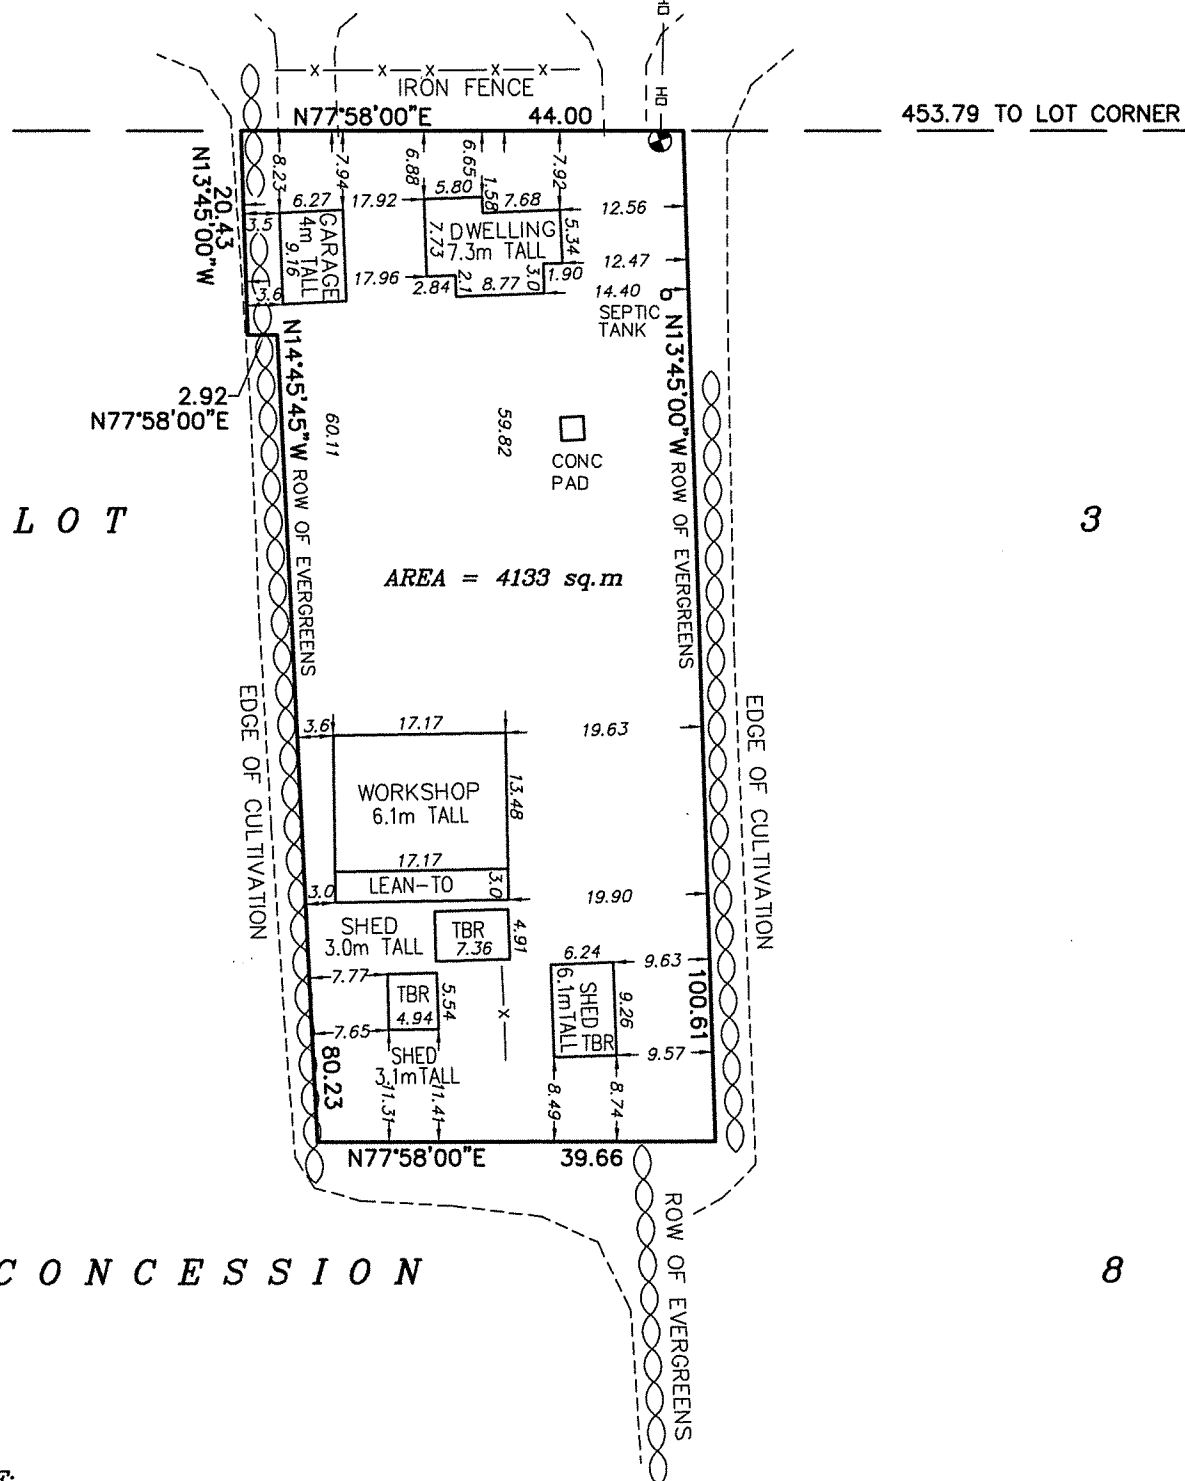 HD
IRON FENCE
N77°58'00"E 44.00
453.79 TO LOT CORNER
HD
20.43
N13°45'00"W
8.23
7.94
6.88
6.65
1.58
7.92
6.27
17.92
5.80
7.68
12.56
3.5
GARAGE
4m TALL
9.16
7.73
DWELLING
7.3m TALL
5.34
12.47
3.6
17.96
2.84
2.1
8.77
3.0
1.90
14.40
SEPTIC
TANK
N14°45'45"W
N13°45'00"W
2.92
N77°58'00"E
60.11
59.82
CONC
PAD
ROW OF EVERGREENS
ROW OF EVERGREENS
LOT
3
AREA = 4133 sq.m
EDGE OF CULTIVATION
EDGE OF CULTIVATION
3.6
17.17
19.63
WORKSHOP
6.1m TALL
13.48
17.17
LEAN-TO
3.0
3.0
19.90
SHED
3.0m TALL
TBR
7.36
4.91
6.24
9.63
7.77
TBR
4.94
5.54
SHED
6.1m TALL
TBR
9.26
100.61
7.65
SHED
3.1m TALL
9.57
80.23
11.31
11.41
8.49
8.74
N77°58'00"E 39.66
ROW OF EVERGREENS
CONCESSION
8